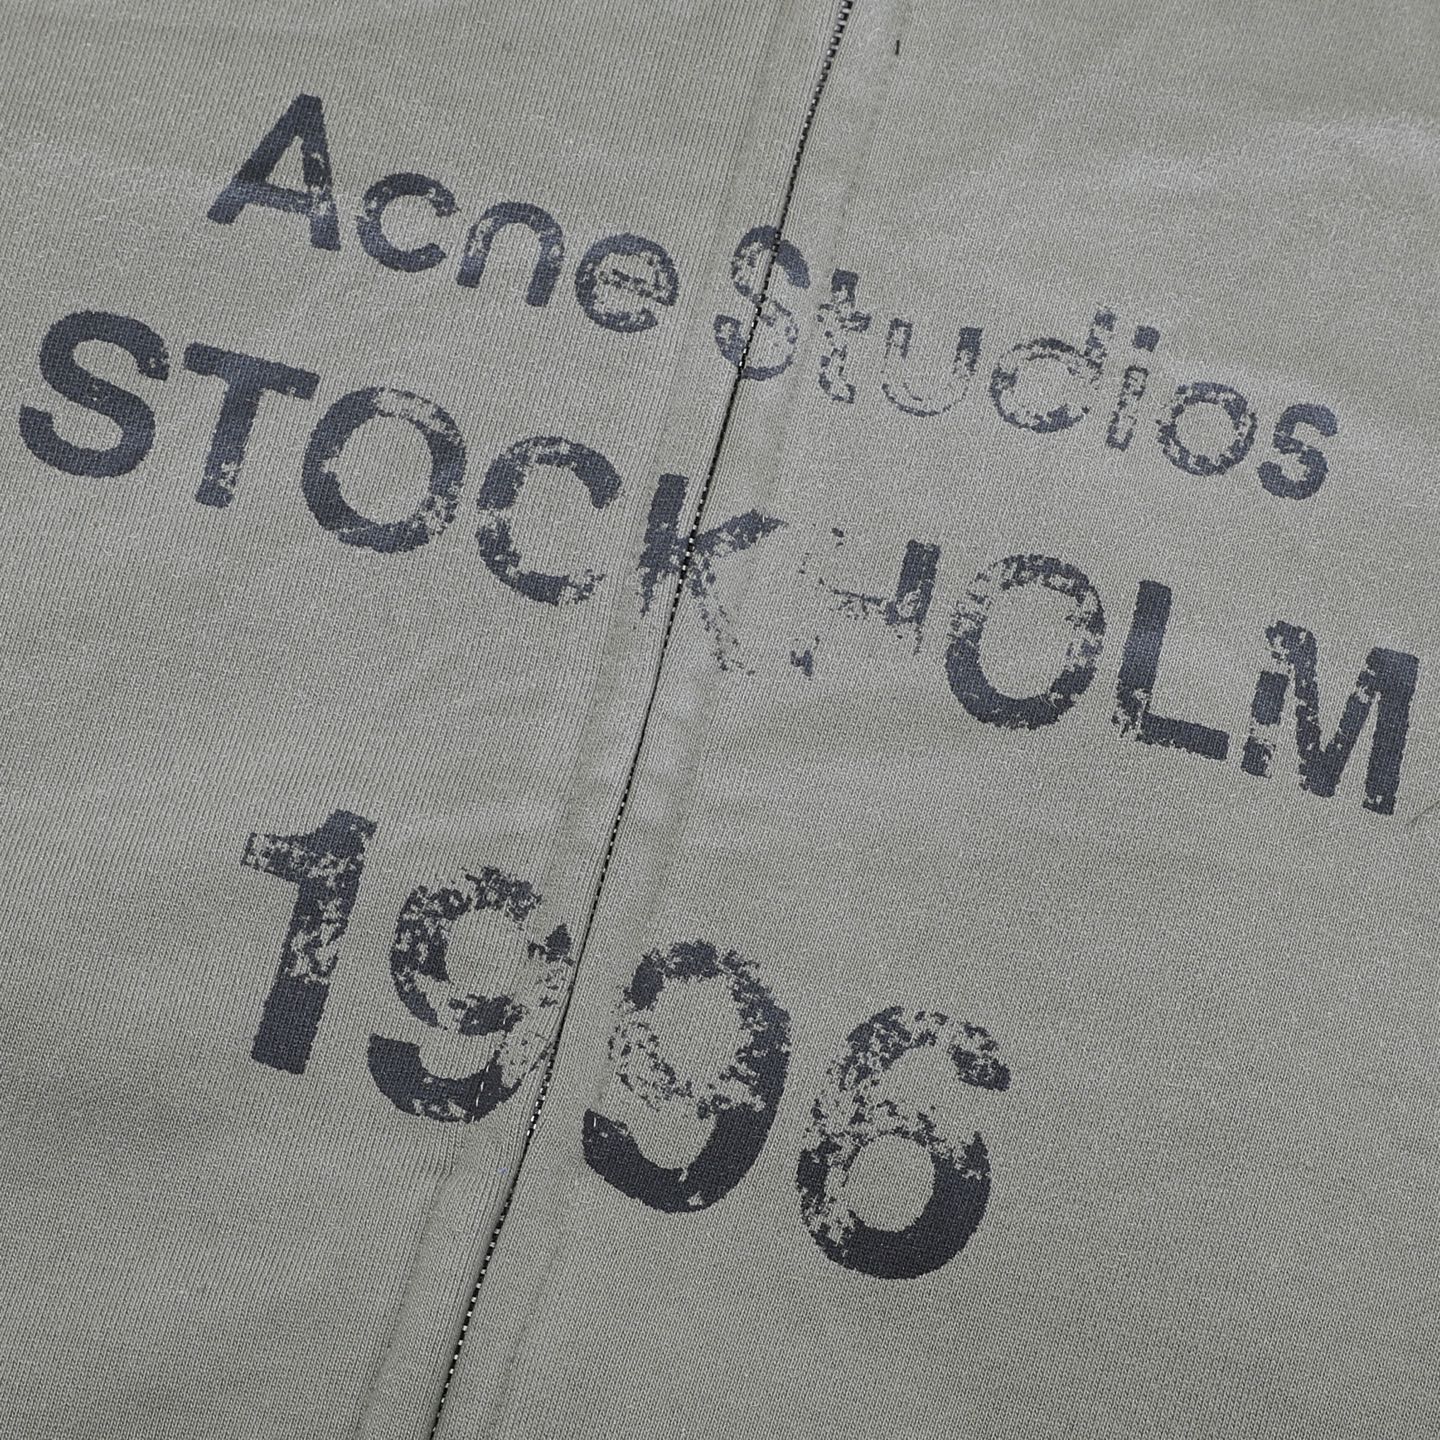 Acne Studios
STOCKHOLM
1996